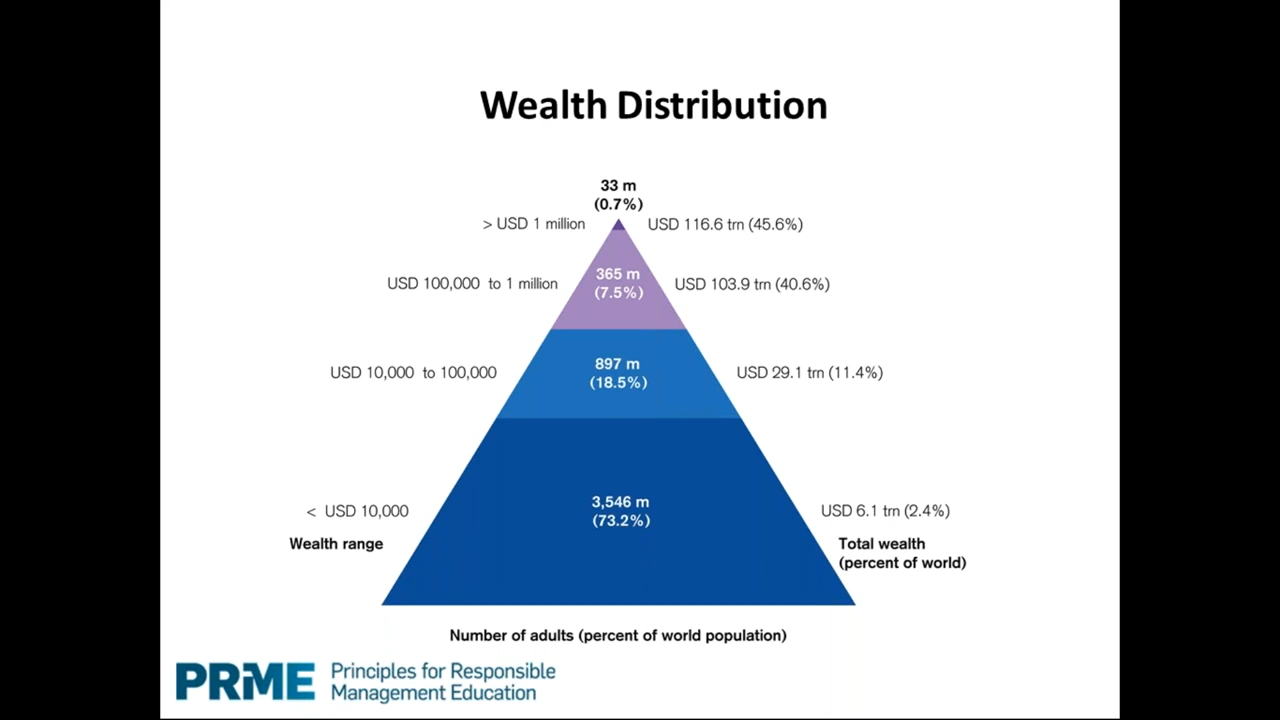 Wealth Distribution
33 m
(0.7%)
> USD 1 million
USD 116.6 trn (45.6%)
USD 100,000 to 1 million
365 m
(7.5%)
USD 103.9 trn (40.6%)
USD 10,000 to 100,000
897 m
(18.5%)
USD 29.1 trn (11.4%)
< USD 10,000
3,546 m
(73.2%)
USD 6.1 trn (2.4%)
Wealth range
Total wealth
(percent of world)
Number of adults (percent of world population)
PRiME
Principles for Responsible
Management Education